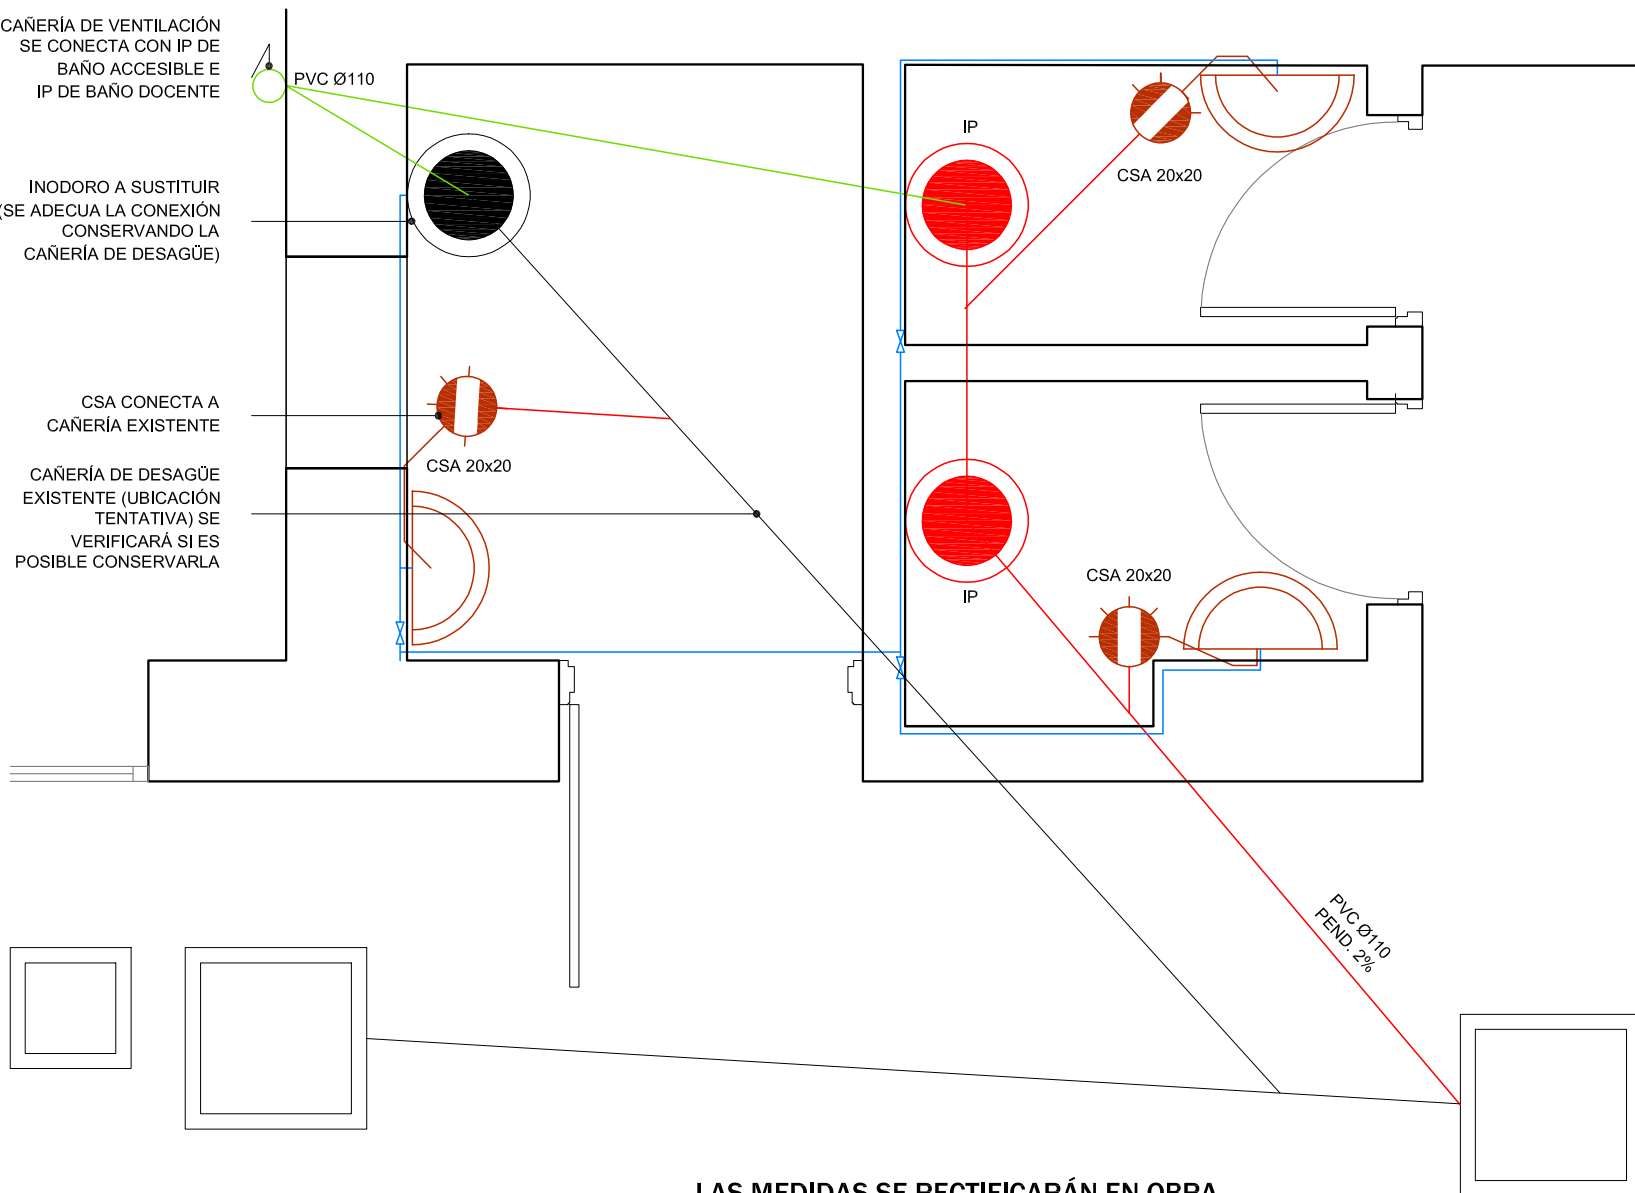 CAÑERÍA DE VENTILACIÓN
SE CONECTA CON IP DE
BAÑO ACCESIBLE E
IP DE BAÑO DOCENTE
PVC Ø110
INODORO A SUSTITUIR
(SE ADECUA LA CONEXIÓN
CONSERVANDO LA
CAÑERÍA DE DESAGÜE)
CSA CONECTA A
CAÑERÍA EXISTENTE
CAÑERÍA DE DESAGÜE
EXISTENTE (UBICACIÓN
TENTATIVA) SE
VERIFICARÁ SI ES
POSIBLE CONSERVARLA
CSA 20x20
IP
CSA 20x20
IP
CSA 20x20
PVC Ø110
PEND. 2%
LAS MEDIDAS SE RECTIFICARÁN EN OBRA